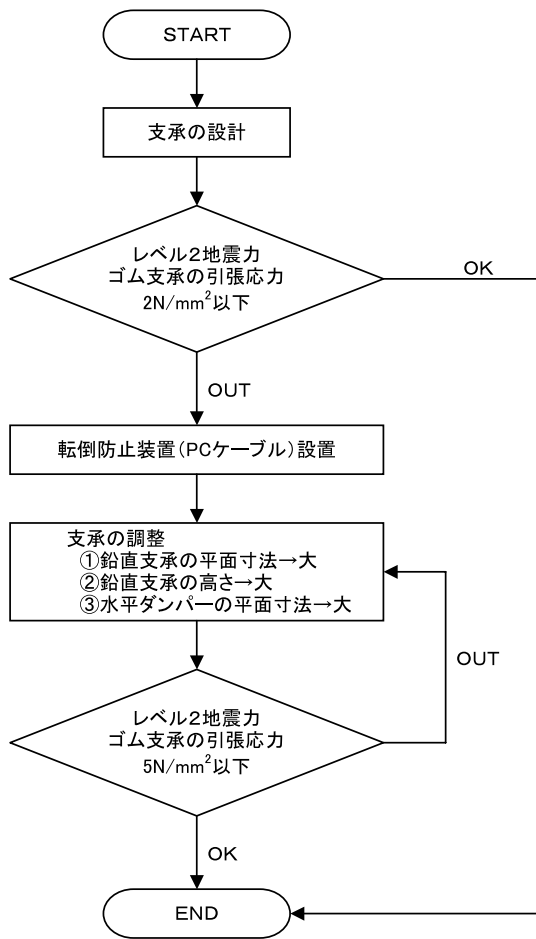 START
支承の設計
レベル2地震力
ゴム支承の引張応力
2N/mm²以下
OK
OUT
転倒防止装置(PCケーブル)設置
支承の調整
①鉛直支承の平面寸法→大
②鉛直支承の高さ→大
③水平ダンパーの平面寸法→大
OUT
レベル2地震力
ゴム支承の引張応力
5N/mm²以下
OK
END